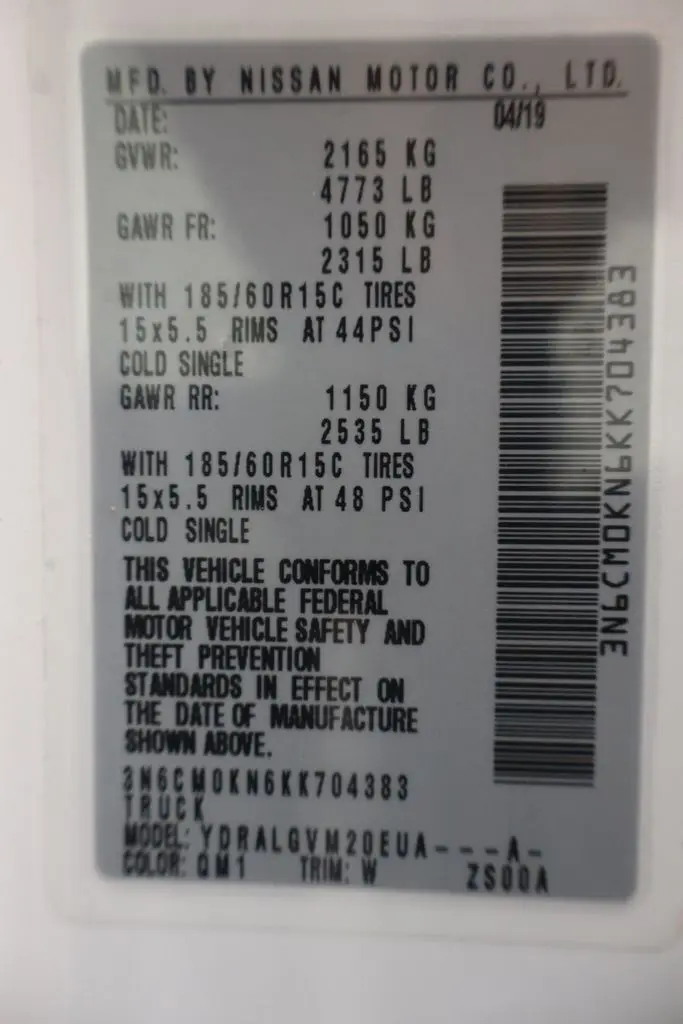 MFD. BY NISSAN MOTOR CO., LTD.
DATE: 04/19
GVWR: 2165 KG
4773 LB
GAWR FR: 1050 KG
2315 LB
WITH 185/60R15C TIRES
15x5.5 RIMS AT 44PSI
COLD SINGLE
GAWR RR: 1150 KG
2535 LB
WITH 185/60R15C TIRES
15x5.5 RIMS AT 48 PSI
COLD SINGLE
THIS VEHICLE CONFORMS TO
ALL APPLICABLE FEDERAL
MOTOR VEHICLE SAFETY AND
THEFT PREVENTION
STANDARDS IN EFFECT ON
THE DATE OF MANUFACTURE
SHOWN ABOVE.
3N6CM0KN6KK704383
TRUCK
MODEL: YDRALGVM20EUA---A-
COLOR: QM1 TRIM: W ZS00A
3N6CM0KN6KK704383